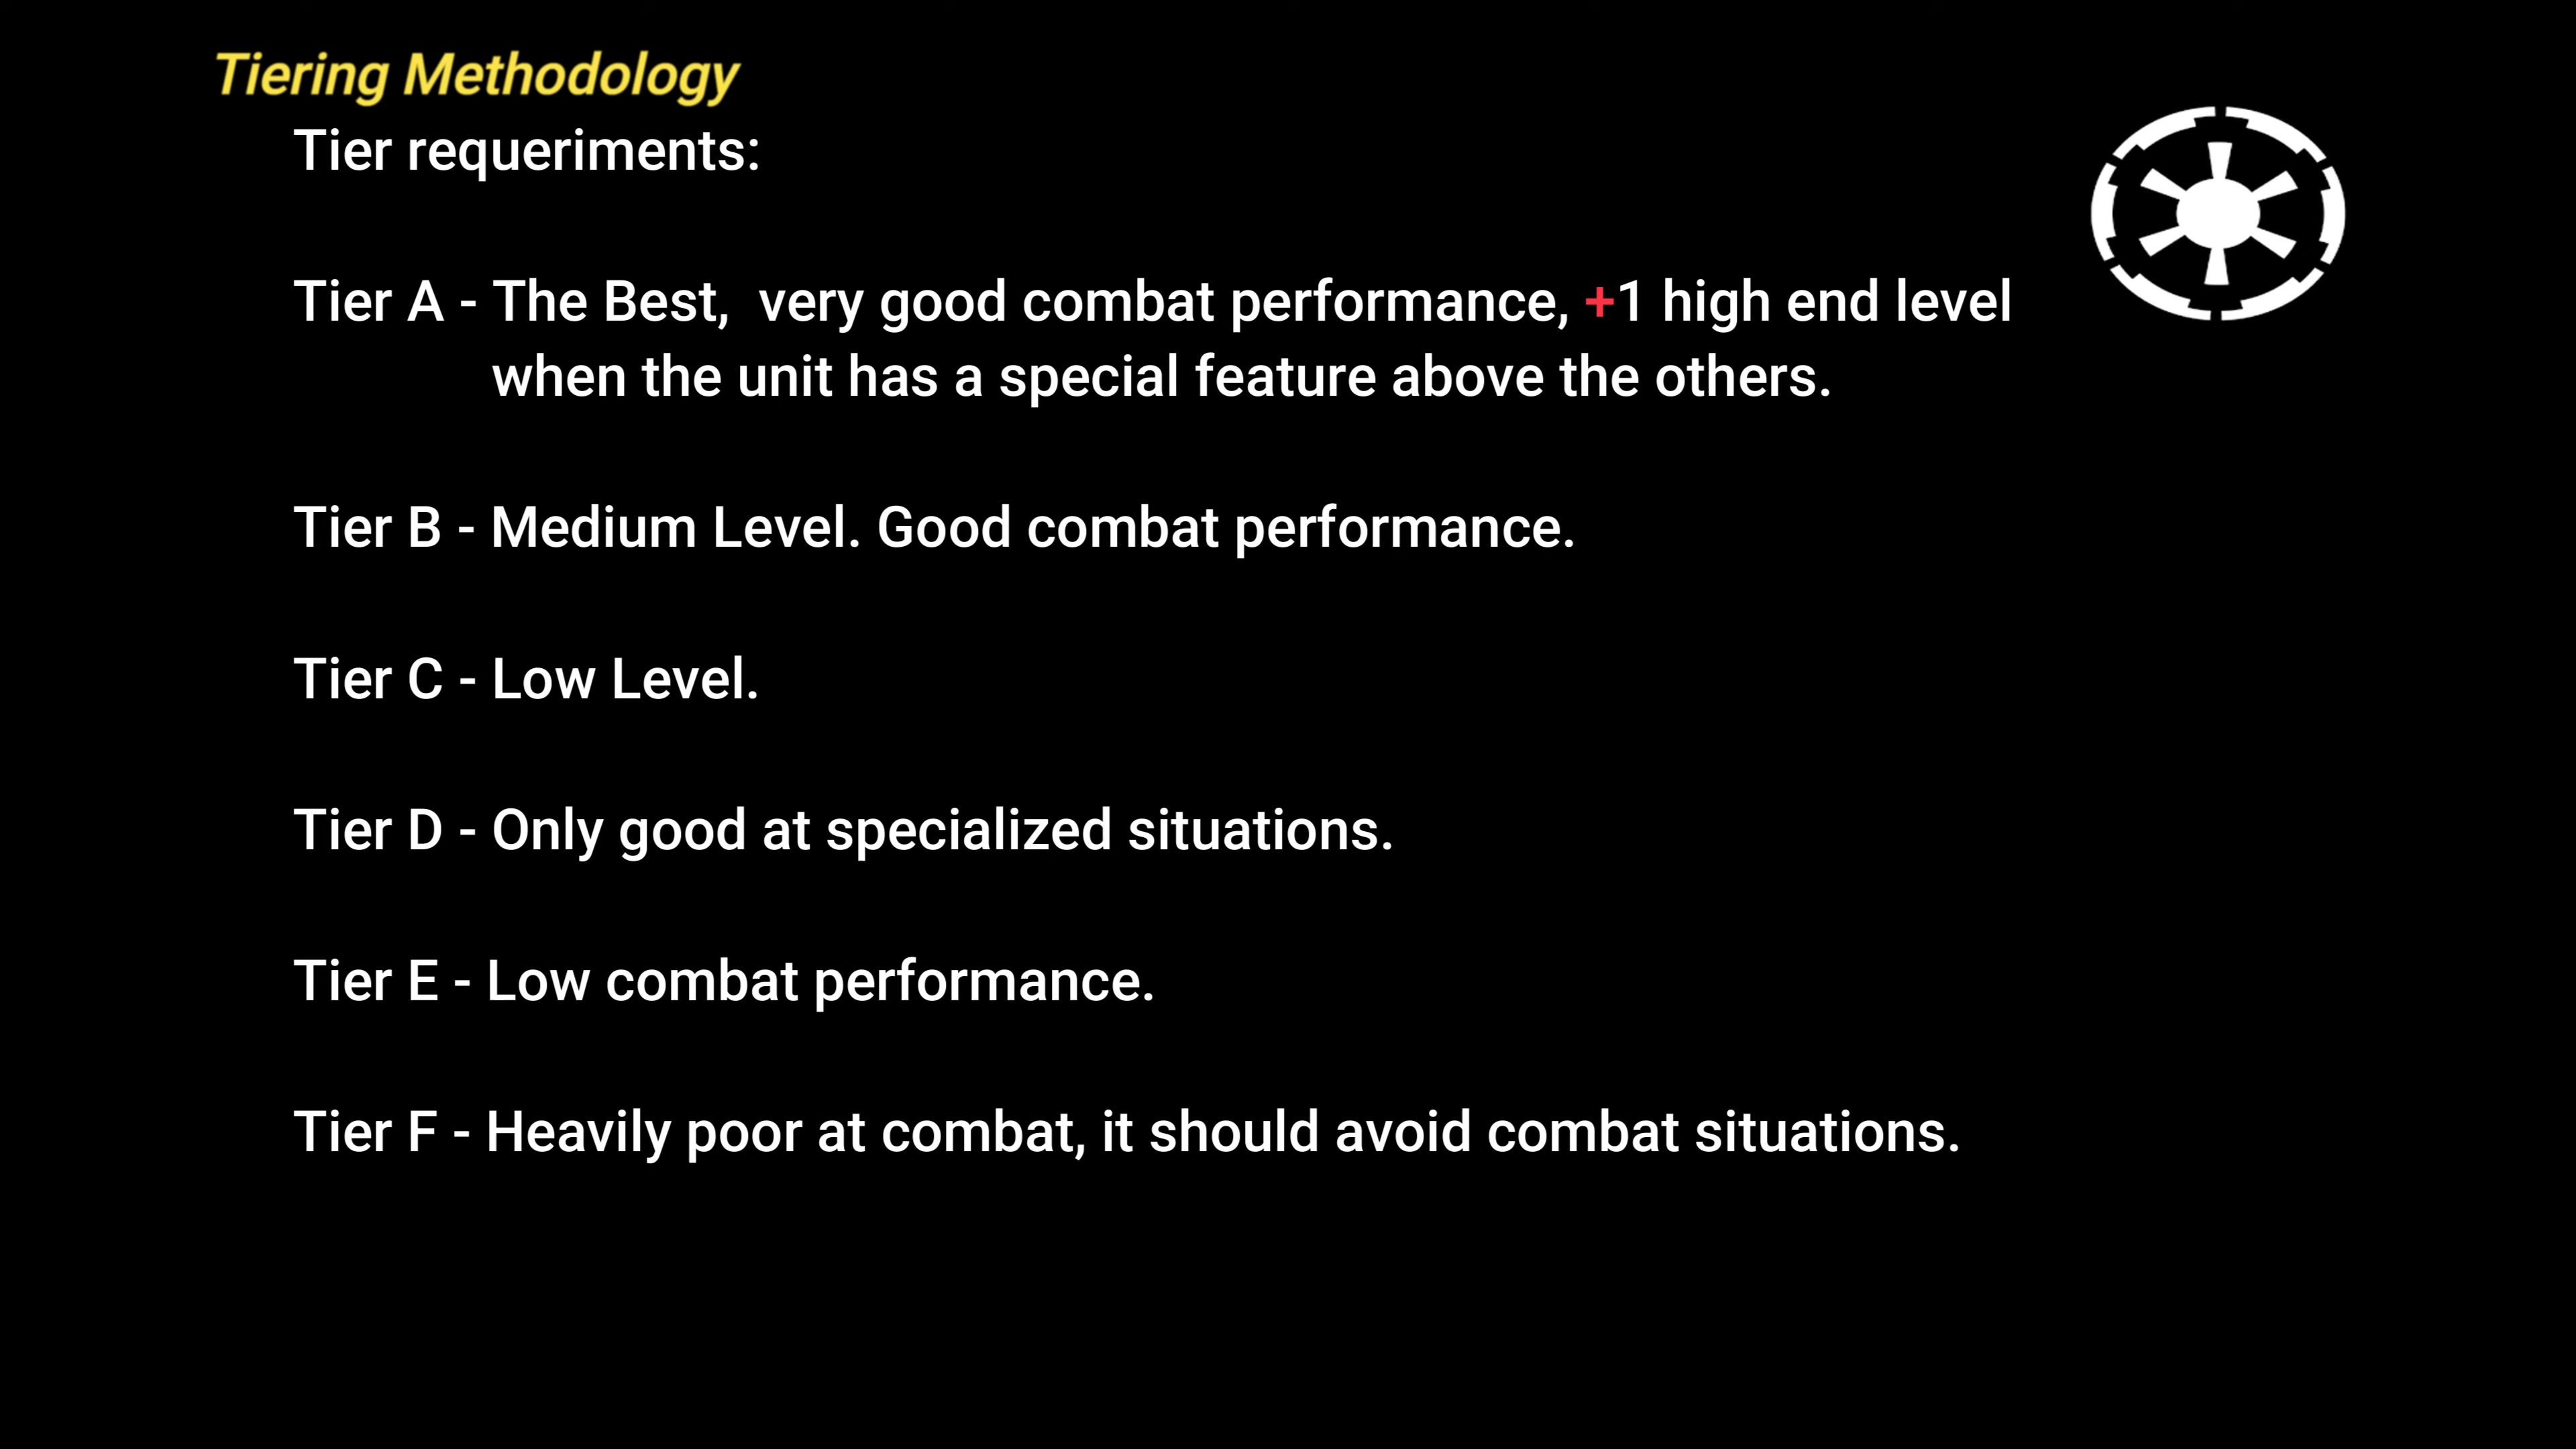 Tiering Methodology
Tier requeriments:
Tier A - The Best,  very good combat performance, +1 high end level
when the unit has a special feature above the others.
Tier B - Medium Level. Good combat performance.
Tier C - Low Level.
Tier D - Only good at specialized situations.
Tier E - Low combat performance.
Tier F - Heavily poor at combat, it should avoid combat situations.